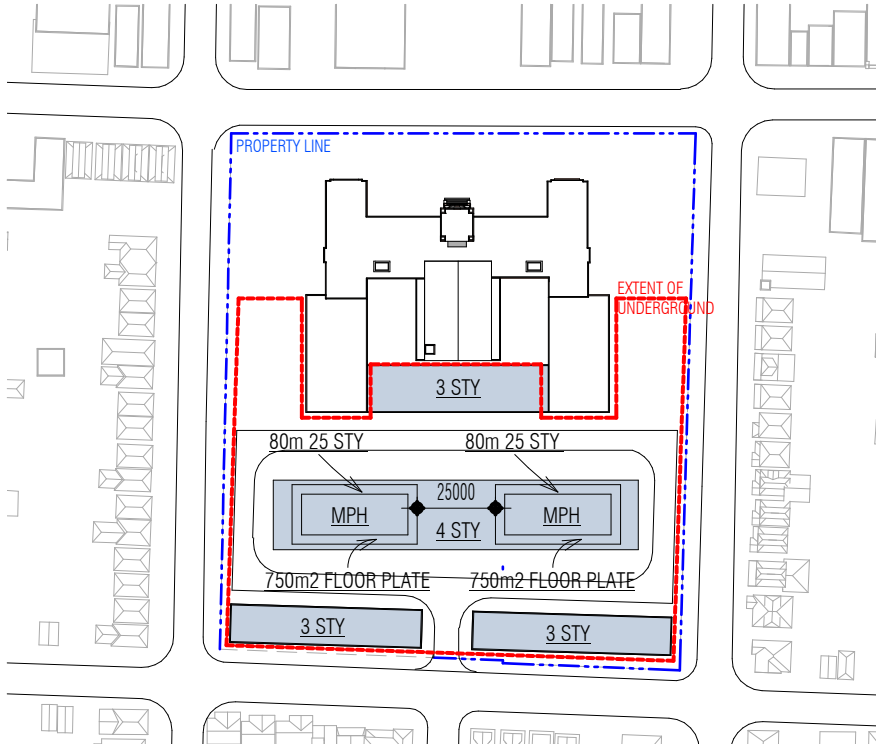 PROPERTY LINE
EXTENT OF
UNDERGROUND
3 STY
80m 25 STY
80m 25 STY
25000
MPH
MPH
4 STY
750m2 FLOOR PLATE
750m2 FLOOR PLATE
3 STY
3 STY